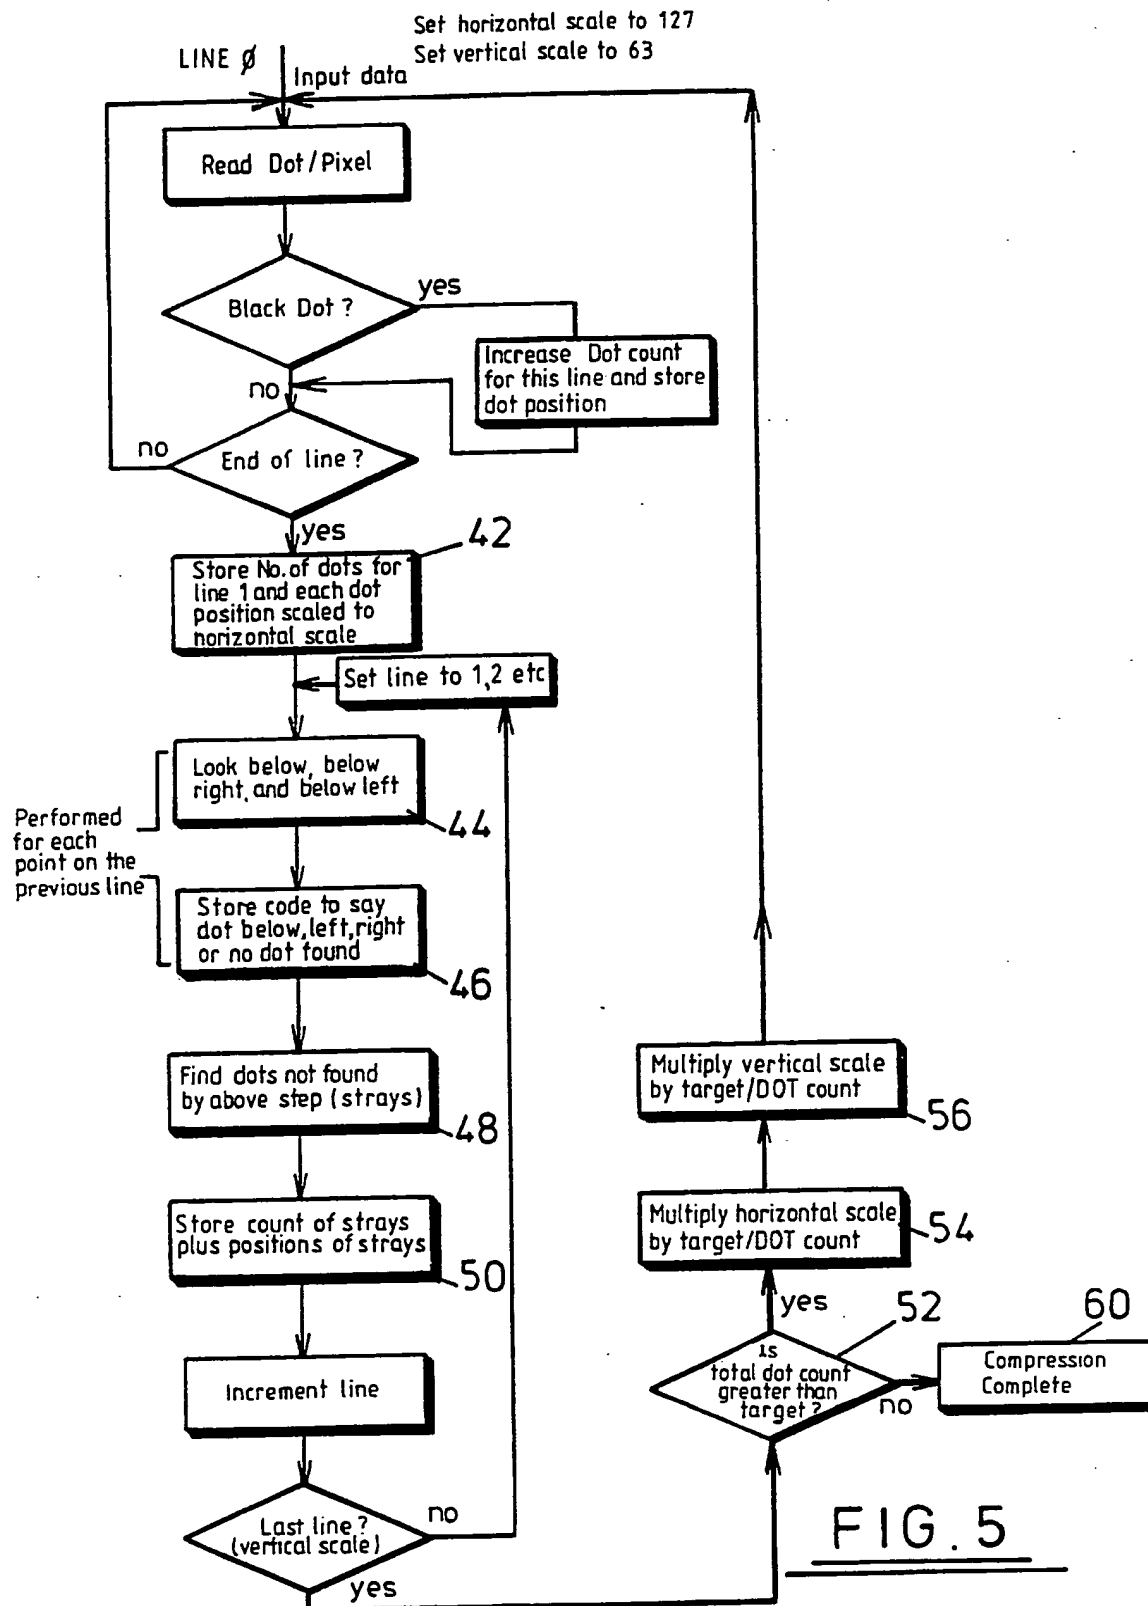 Set horizontal scale to 127
Set vertical scale to 63
LINE Ø
Input data
Read Dot/Pixel
Black Dot ?
yes
Increase Dot count
for this line and store
dot position
no
End of line ?
no
yes
42
Store No. of dots for
line 1 and each dot
position scaled to
norizontal scale
Set line to 1,2 etc
Look below, below
right, and below left
44
Performed
for each
point on the
previous line
Store code to say
dot below, left, right
or no dot found
46
Find dots not found
by above step (strays)
48
Store count of strays
plus positions of strays
50
Increment line
Last line ?
(vertical scale)
no
yes
Multiply vertical scale
by target/DOT count
56
Multiply horizontal scale
by target/DOT count
54
yes
52
Is
total dot count
greater than
target ?
no
60
Compression
Complete
FIG. 5